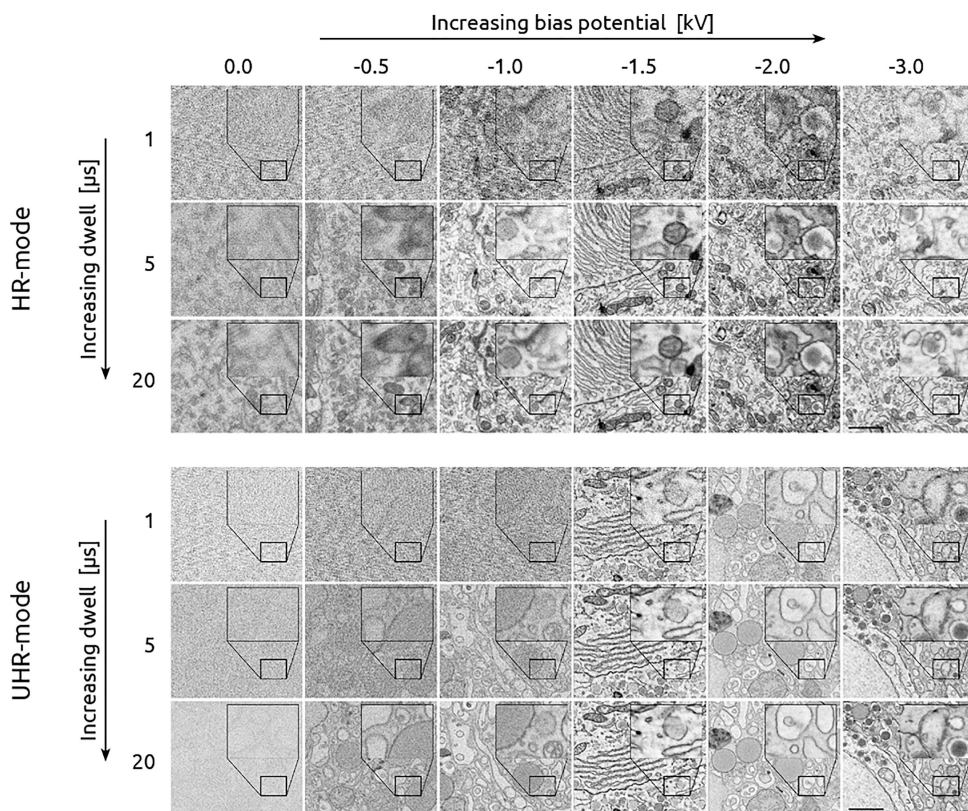 Increasing bias potential [kV]
0.0 -0.5 -1.0 -1.5 -2.0 -3.0
HR-mode
Increasing dwell [µs]
1
5
20
UHR-mode
Increasing dwell [µs]
1
5
20